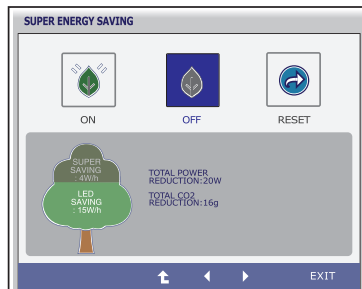 SUPER ENERGY SAVING
ON
OFF
RESET
SUPER
SAVING
: 4W/h
LED
SAVING
: 15W/h
TOTAL POWER
REDUCTION:20W
TOTAL CO2
REDUCTION:16g
EXIT